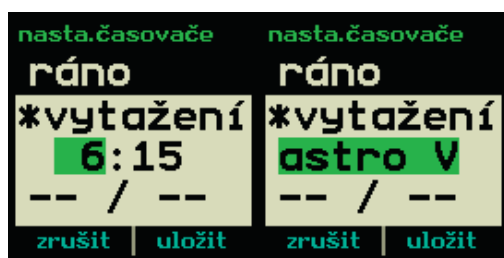 nasta.časovače
ráno
*vytažení
6:15
-- / --
zrušit uložit
nasta.časovače
ráno
*vytažení
astro V
-- / --
zrušit uložit